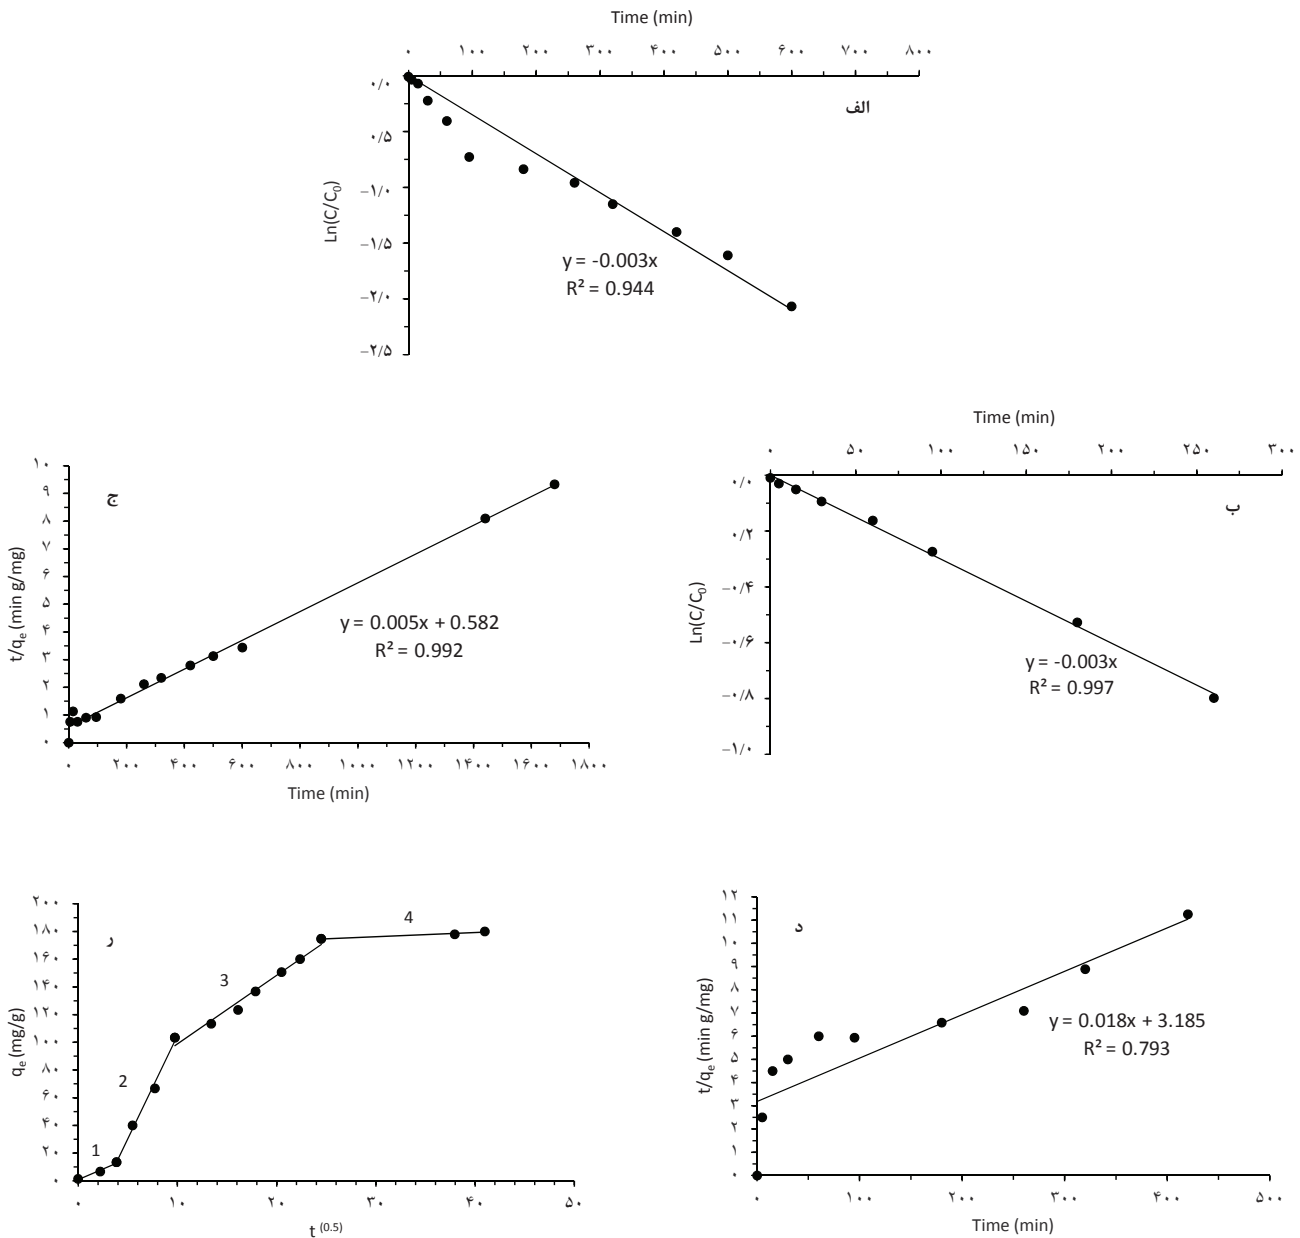 Time (min)
۰ ۱۰۰ ۲۰۰ ۳۰۰ ۴۰۰ ۵۰۰ ۶۰۰ ۷۰۰ ۸۰۰
الف
۰/۰
۰/۵
−۱/۰
−۱/۵
−۲/۰
−۲/۵
Ln(C/C₀)
y = -0.003x
R² = 0.944
Time (min)
۰ ۵۰ ۱۰۰ ۱۵۰ ۲۰۰ ۲۵۰ ۳۰۰
ب
۰/۰
۰/۲
−۰/۴
−۰/۶
−۰/۸
−۱/۰
Ln(C/C₀)
y = -0.003x
R² = 0.997
ج
۱۰
۹
۸
۷
۶
۵
۴
۳
۲
۱
۰
t/qₑ (min g/mg)
y = 0.005x + 0.582
R² = 0.992
۰ ۲۰۰ ۴۰۰ ۶۰۰ ۸۰۰ ۱۰۰۰ ۱۲۰۰ ۱۴۰۰ ۱۶۰۰ ۱۸۰۰
Time (min)
د
۱۲
۱۱
۱۰
۹
۸
۷
۶
۵
۴
۳
۲
۱
۰
t/qₑ (min g/mg)
y = 0.018x + 3.185
R² = 0.793
۰ ۱۰۰ ۲۰۰ ۳۰۰ ۴۰۰ ۵۰۰
Time (min)
ر
۲۰۰
۱۸۰
۱۶۰
۱۴۰
۱۲۰
۱۰۰
۸۰
۶۰
۴۰
۲۰
۰
qₑ (mg/g)
1
2
3
4
۰ ۱۰ ۲۰ ۳۰ ۴۰ ۵۰
t (0.5)